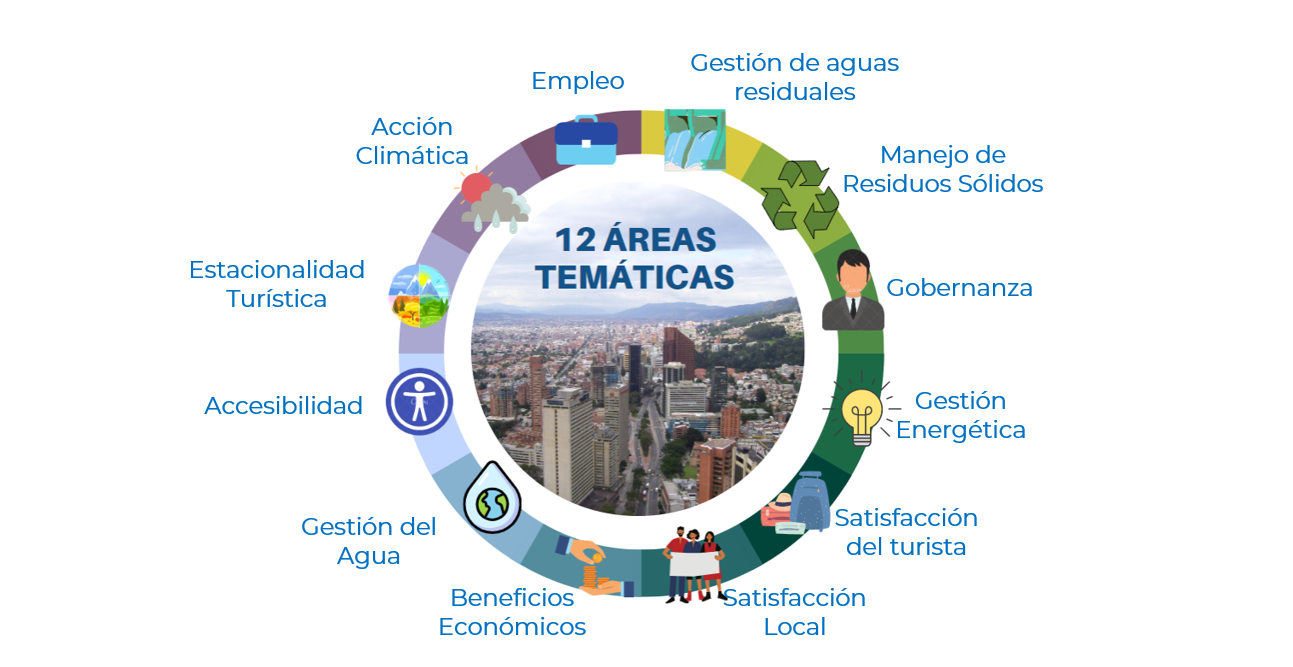 Empleo
Gestión de aguas
residuales
Acción
Climática
Manejo de
Residuos Sólidos
12 ÁREAS
TEMÁTICAS
Estacionalidad
Turística
Gobernanza
Accesibilidad
Gestión
Energética
Gestión del
Agua
Satisfacción
del turista
Beneficios
Económicos
Satisfacción
Local